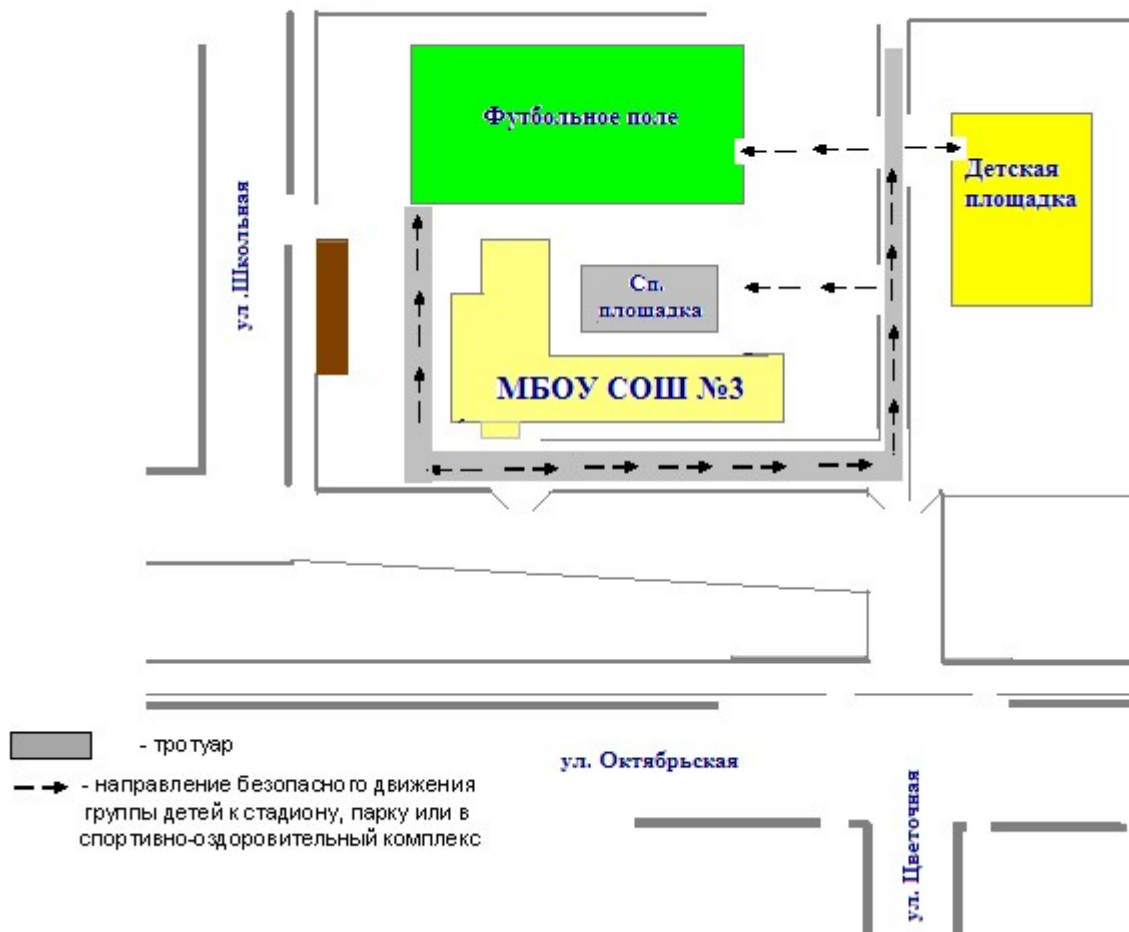 Футбольное поле
Детская
площадка
ул .Школьная
Сп.
площадка
МБОУ СОШ №3
- тротуар
- направление безопасного движения
группы детей к стадиону, парку или в
спортивно-оздоровительный комплекс
ул. Октябрьская
ул. Цветочная